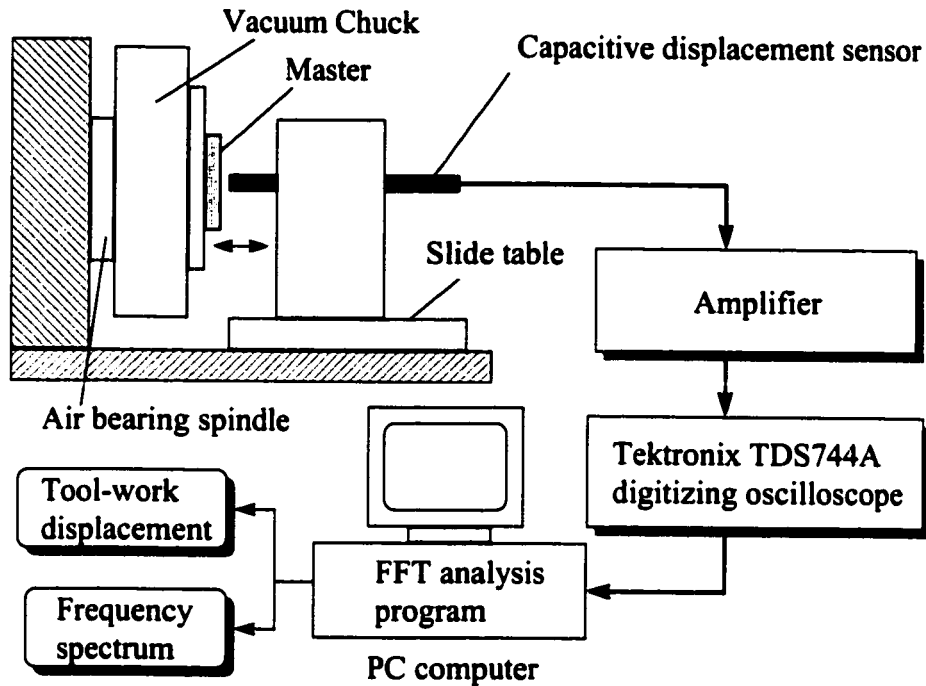 Vacuum Chuck
Master
Capacitive displacement sensor
Slide table
Amplifier
Air bearing spindle
Tektronix TDS744A
digitizing oscilloscope
Tool-work
displacement
FFT analysis
program
Frequency
spectrum
PC computer